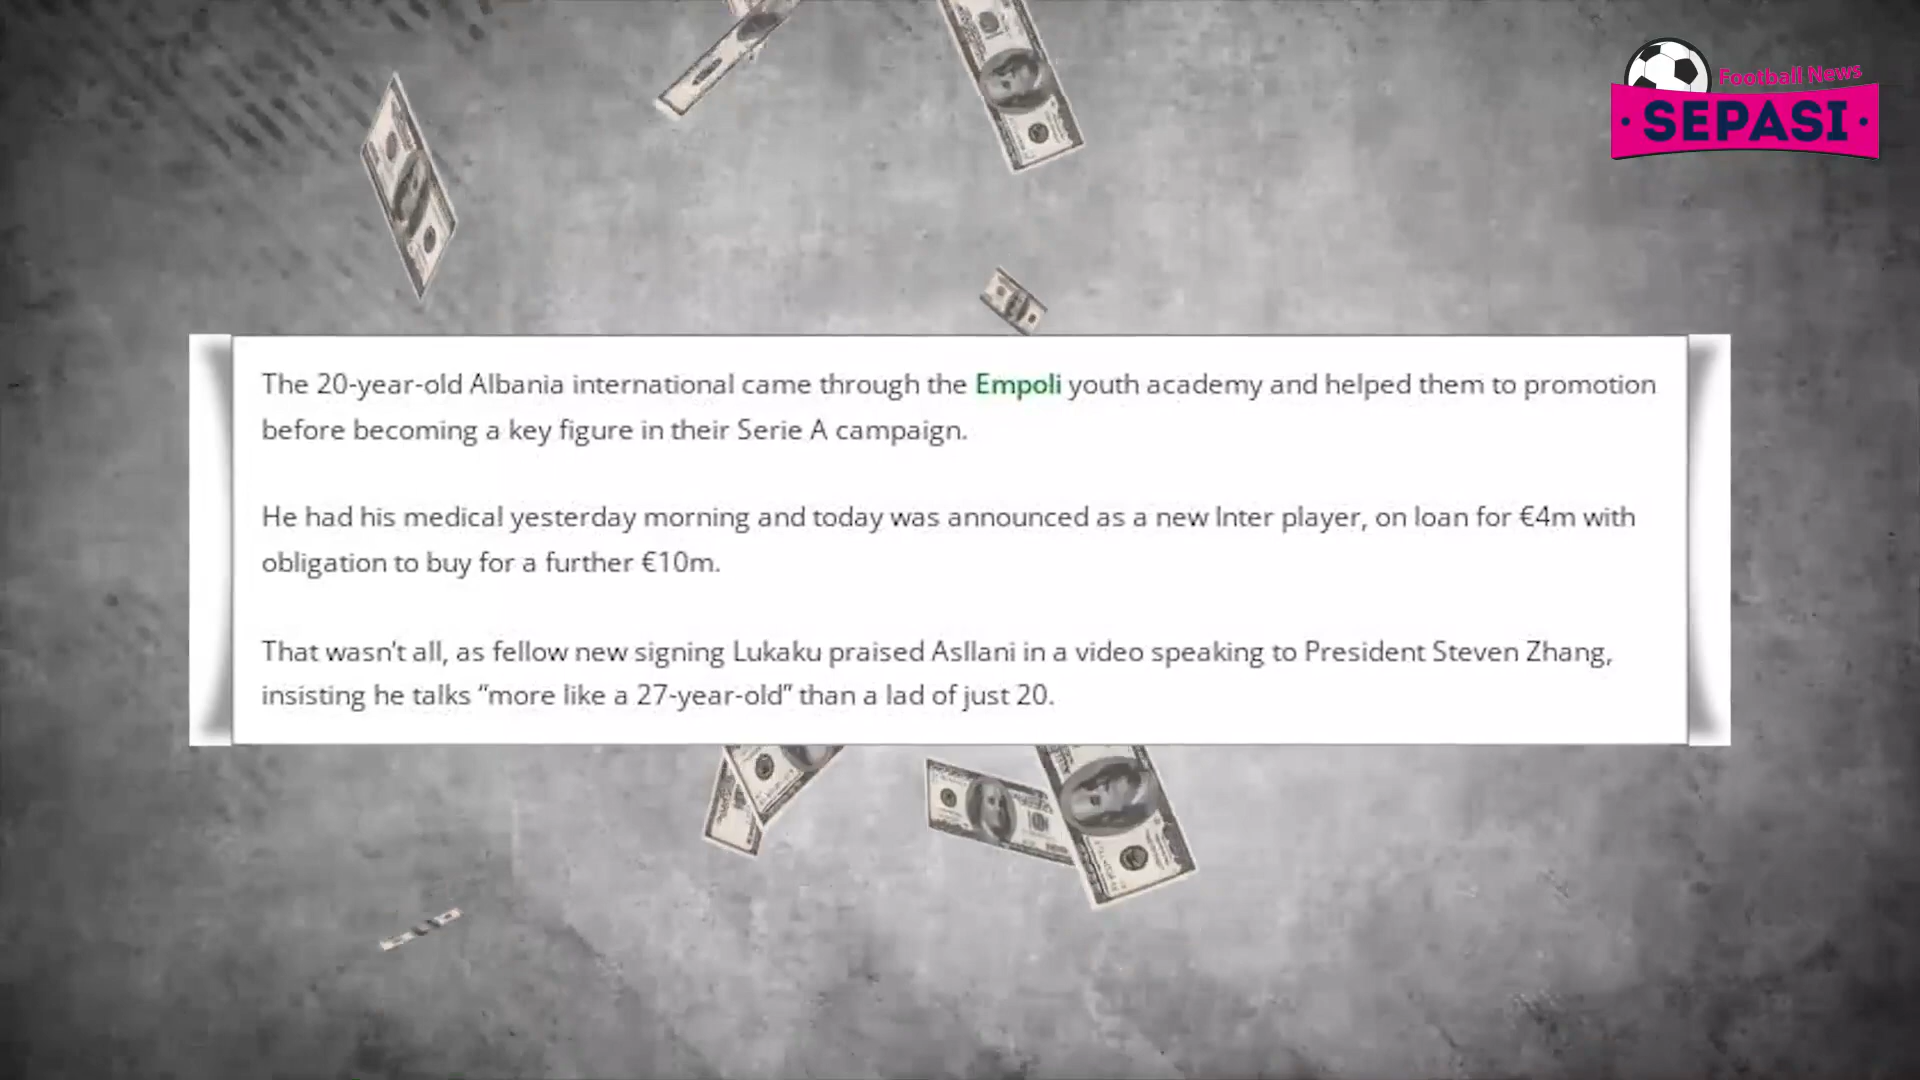 Football News
• SEPASI •
The 20-year-old Albania international came through the Empoli youth academy and helped them to promotion
before becoming a key figure in their Serie A campaign.
He had his medical yesterday morning and today was announced as a new Inter player, on loan for €4m with
obligation to buy for a further €10m.
That wasn't all, as fellow new signing Lukaku praised Asllani in a video speaking to President Steven Zhang,
insisting he talks “more like a 27-year-old” than a lad of just 20.